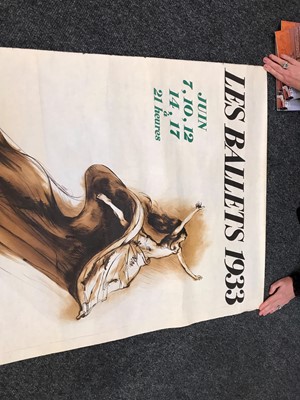 LES BALLETS 1933
JUIN
7, 10, 12
14, 17
à
21 heures